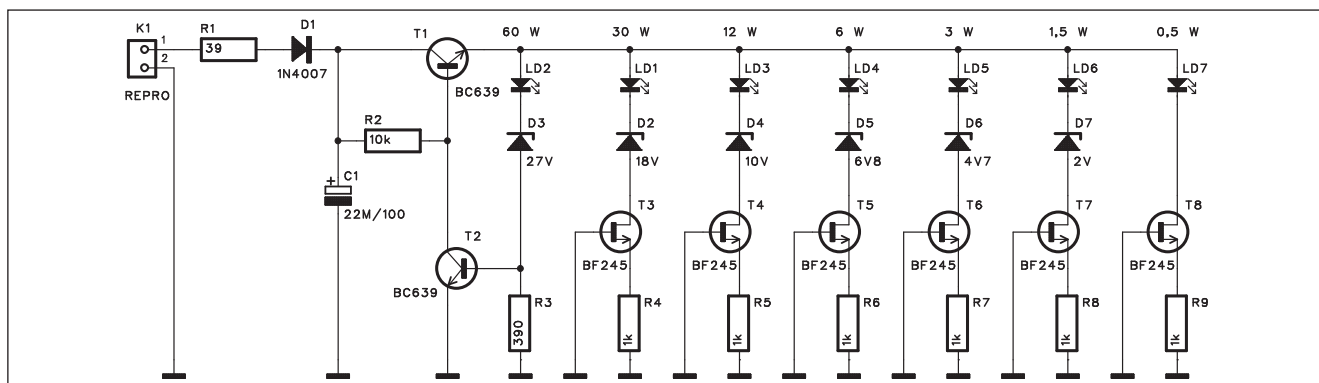 K1
1
2
REPRO
R1
39
D1
1N4007
T1
BC639
R2
10k
C1
+
22M/100
T2
BC639
60 W
LD2
D3
27V
R3
390
30 W
LD1
D2
18V
T3
BF245
R4
1k
12 W
LD3
D4
10V
T4
BF245
R5
1k
6 W
LD4
D5
6V8
T5
BF245
R6
1k
3 W
LD5
D6
4V7
T6
BF245
R7
1k
1,5 W
LD6
D7
2V
T7
BF245
R8
1k
0,5 W
LD7
T8
BF245
R9
1k